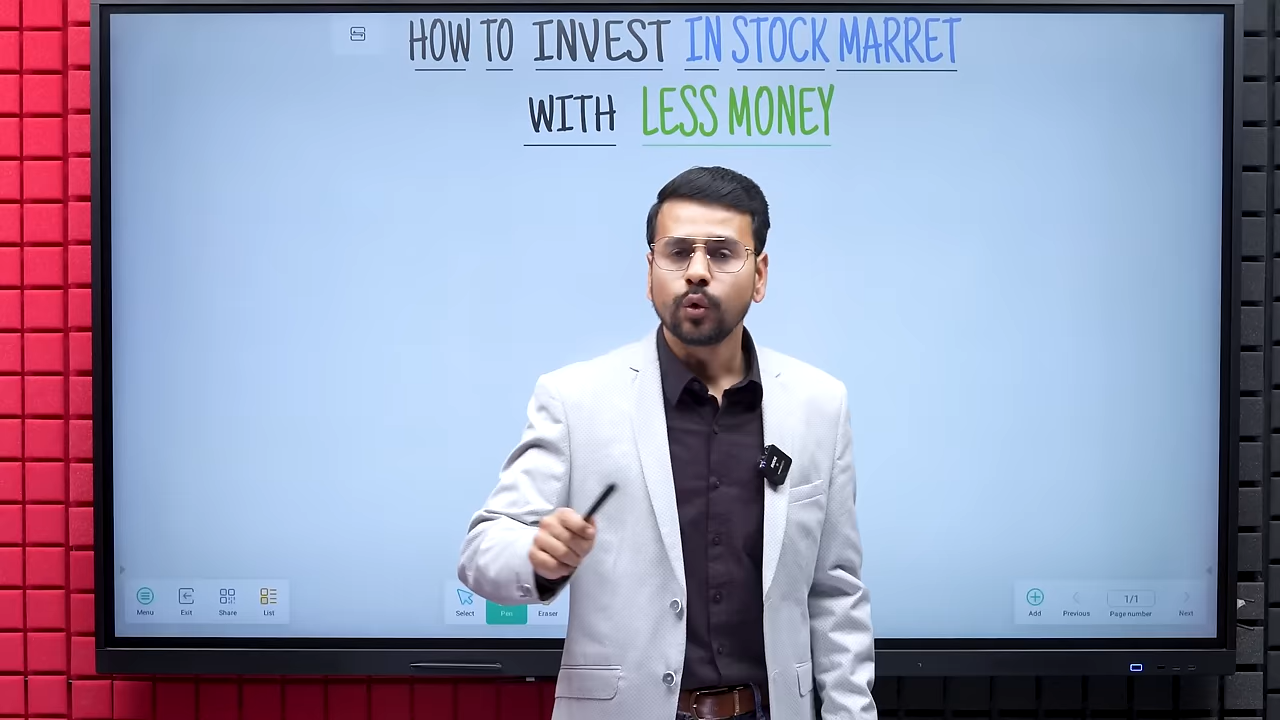 HOW TO INVEST IN STOCK MARRET
WITH LESS MONEY
Menu Exit Share List
Select Pen Eraser
Add Previous 1/1 Page number Next